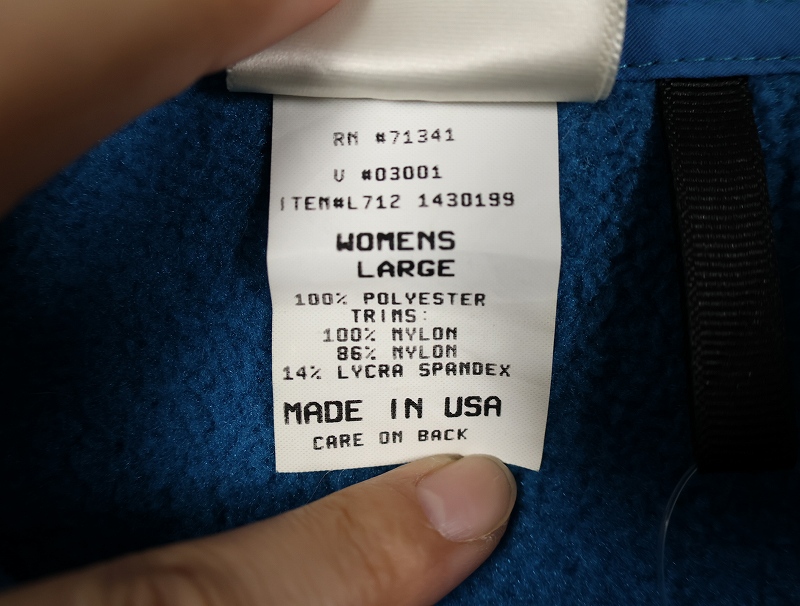 RN #71341
V #03001
ITEM#L712 1430199
WOMENS
LARGE
100% POLYESTER
TRIMS:
100% NYLON
86% NYLON
14% LYCRA SPANDEX
MADE IN USA
CARE ON BACK